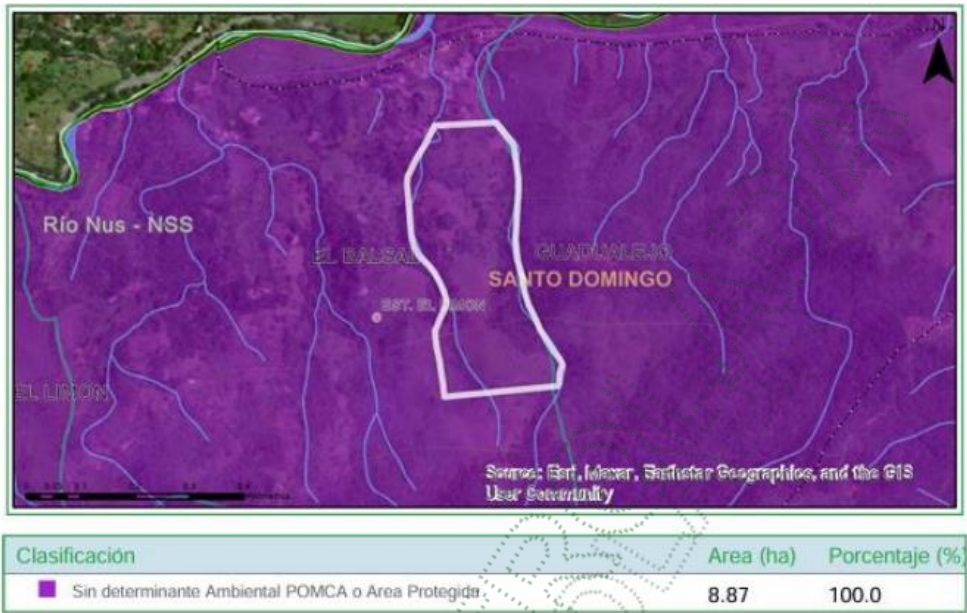 N
Río Nus - NSS
EL BALSAL
GUADUALEJO
SANTO DOMINGO
EST. EL LIMON
EL LIMON
Source: Esri, Maxar, Earthstar Geographics, and the GIS
User Community
Clasificación Area (ha) Porcentaje (%)
Sin determinante Ambiental POMCA o Area Protegida 8.87 100.0